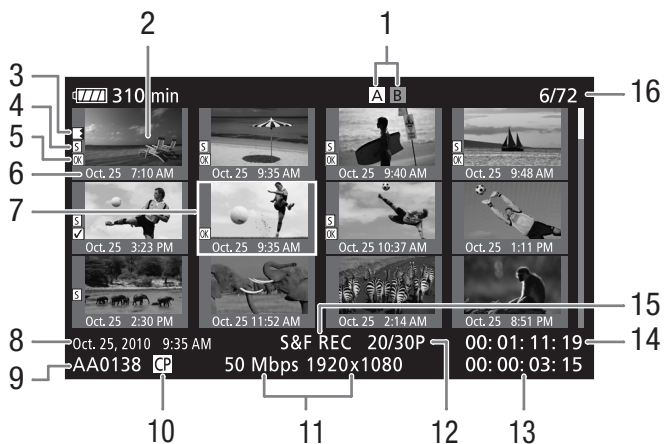 2 1
3
4
5
6
7
8
9
10 11 12 13
14
15
16
310 min A B 6/72
S S S S
OK OK OK OK
Oct. 25 7:10 AM Oct. 25 9:35 AM Oct. 25 9:40 AM Oct. 25 9:48 AM
S S
OK OK
Oct. 25 3:23 PM Oct. 25 9:35 AM Oct. 25 10:37 AM Oct. 25 1:11 PM
S
Oct. 25 2:30 PM Oct. 25 11:52 AM Oct. 25 2:14 AM Oct. 25 8:51 PM
Oct. 25, 2010 9:35 AM S&F REC 20/30P 00: 01: 11: 19
AA0138 CP 50 Mbps 1920x1080 00: 00: 03: 15